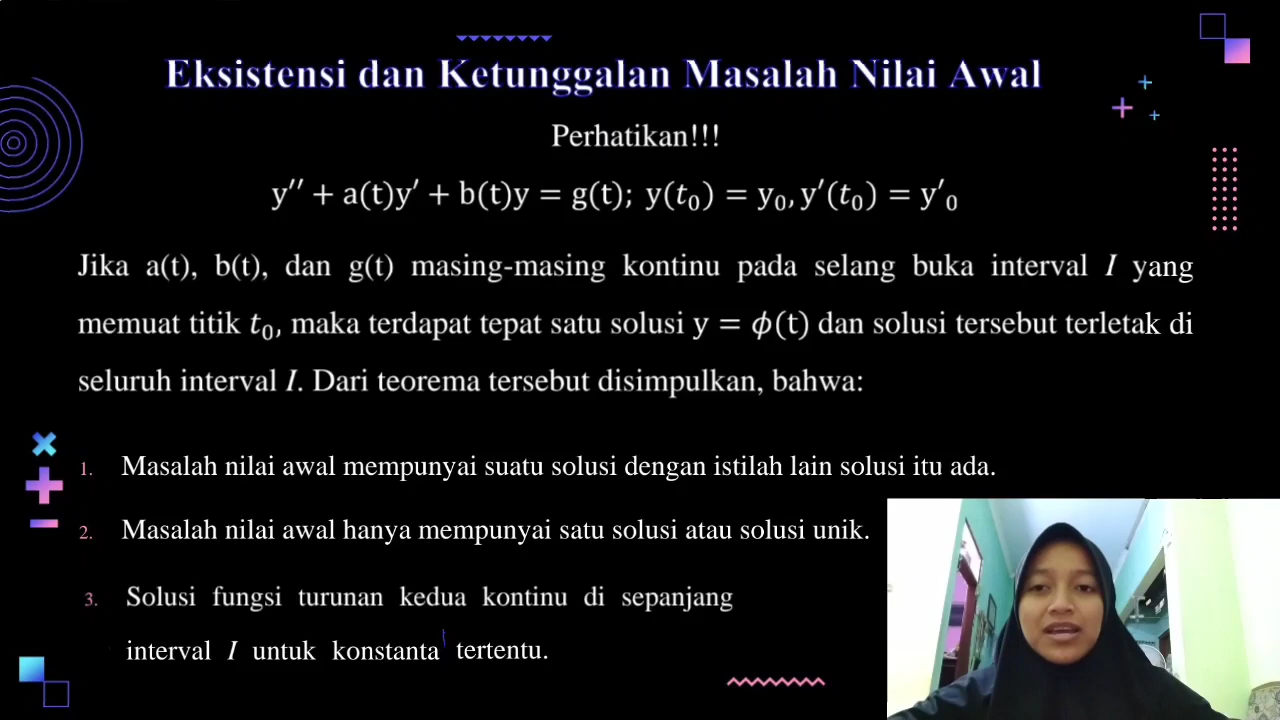 Eksistensi dan Ketunggalan Masalah Nilai Awal
Perhatikan!!!
y′′ + a(t)y′ + b(t)y = g(t); y(t₀) = y₀, y′(t₀) = y′₀
Jika a(t), b(t), dan g(t) masing-masing kontinu pada selang buka interval I yang
memuat titik t₀, maka terdapat tepat satu solusi y = ϕ(t) dan solusi tersebut terletak di
seluruh interval I. Dari teorema tersebut disimpulkan, bahwa:
1. Masalah nilai awal mempunyai suatu solusi dengan istilah lain solusi itu ada.
2. Masalah nilai awal hanya mempunyai satu solusi atau solusi unik.
3. Solusi fungsi turunan kedua kontinu di sepanjang
interval I untuk konstanta t tertentu.